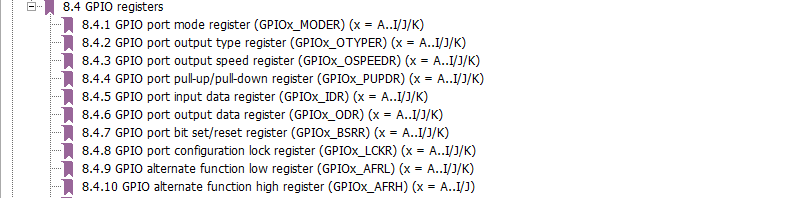 8.4 GPIO registers
8.4.1 GPIO port mode register (GPIOx_MODER) (x = A..I/J/K)
8.4.2 GPIO port output type register (GPIOx_OTYPER) (x = A..I/J/K)
8.4.3 GPIO port output speed register (GPIOx_OSPEEDR) (x = A..I/J/K)
8.4.4 GPIO port pull-up/pull-down register (GPIOx_PUPDR) (x = A..I/J/K)
8.4.5 GPIO port input data register (GPIOx_IDR) (x = A..I/J/K)
8.4.6 GPIO port output data register (GPIOx_ODR) (x = A..I/J/K)
8.4.7 GPIO port bit set/reset register (GPIOx_BSRR) (x = A..I/J/K)
8.4.8 GPIO port configuration lock register (GPIOx_LCKR) (x = A..I/J/K)
8.4.9 GPIO alternate function low register (GPIOx_AFRL) (x = A..I/J/K)
8.4.10 GPIO alternate function high register (GPIOx_AFRH) (x = A..I/J)